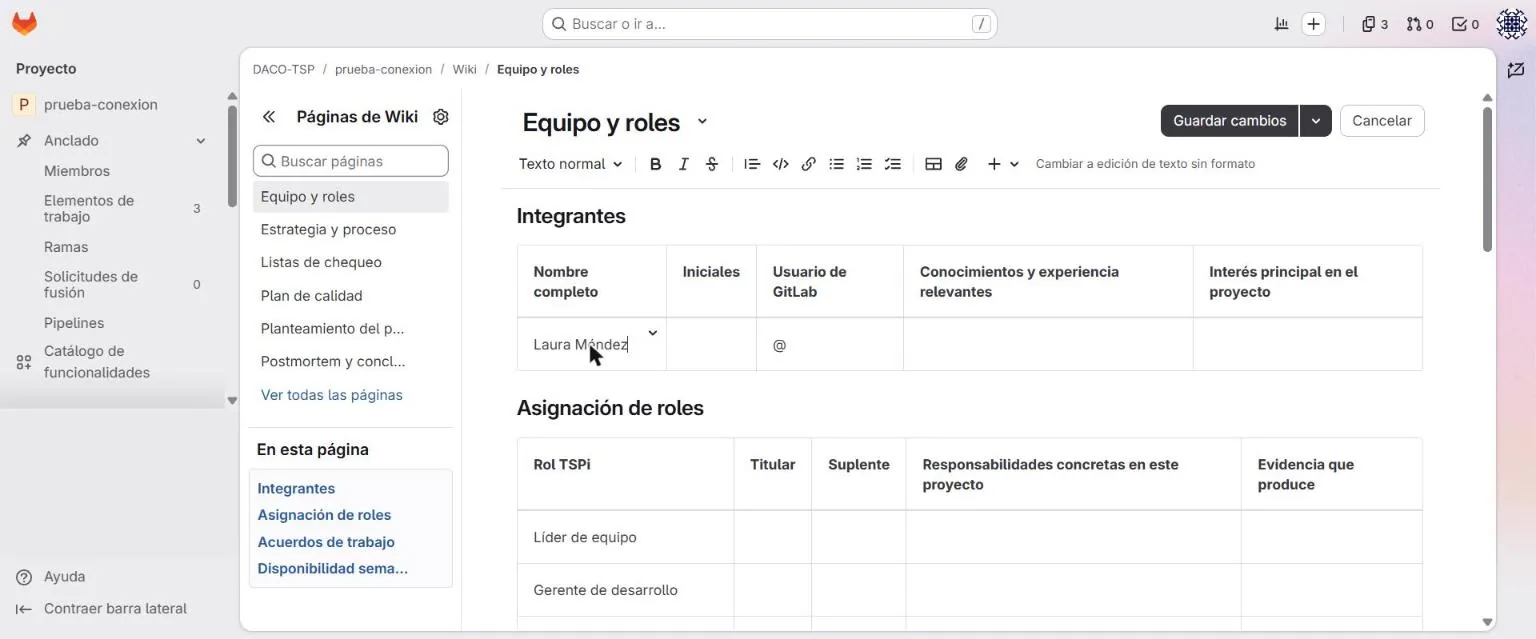 Buscar o ir a...
/
3
0
0
Proyecto
P prueba-conexion
Anclado
Miembros
Elementos de
trabajo
3
Ramas
Solicitudes de
fusión
0
Pipelines
Catálogo de
funcionalidades
Ayuda
Contraer barra lateral
DACO-TSP / prueba-conexion / Wiki / Equipo y roles
Páginas de Wiki
Buscar páginas
Equipo y roles
Estrategia y proceso
Listas de chequeo
Plan de calidad
Planteamiento del p...
Postmortem y concl...
Ver todas las páginas
En esta página
Integrantes
Asignación de roles
Acuerdos de trabajo
Disponibilidad sema...
Equipo y roles
Guardar cambios
Cancelar
Texto normal
B I S
Cambiar a edición de texto sin formato
Integrantes
Nombre
completo
Iniciales
Usuario de
GitLab
Conocimientos y experiencia
relevantes
Interés principal en el
proyecto
Laura Méndez
@
Asignación de roles
Rol TSPi
Titular
Suplente
Responsabilidades concretas en este
proyecto
Evidencia que
produce
Líder de equipo
Gerente de desarrollo